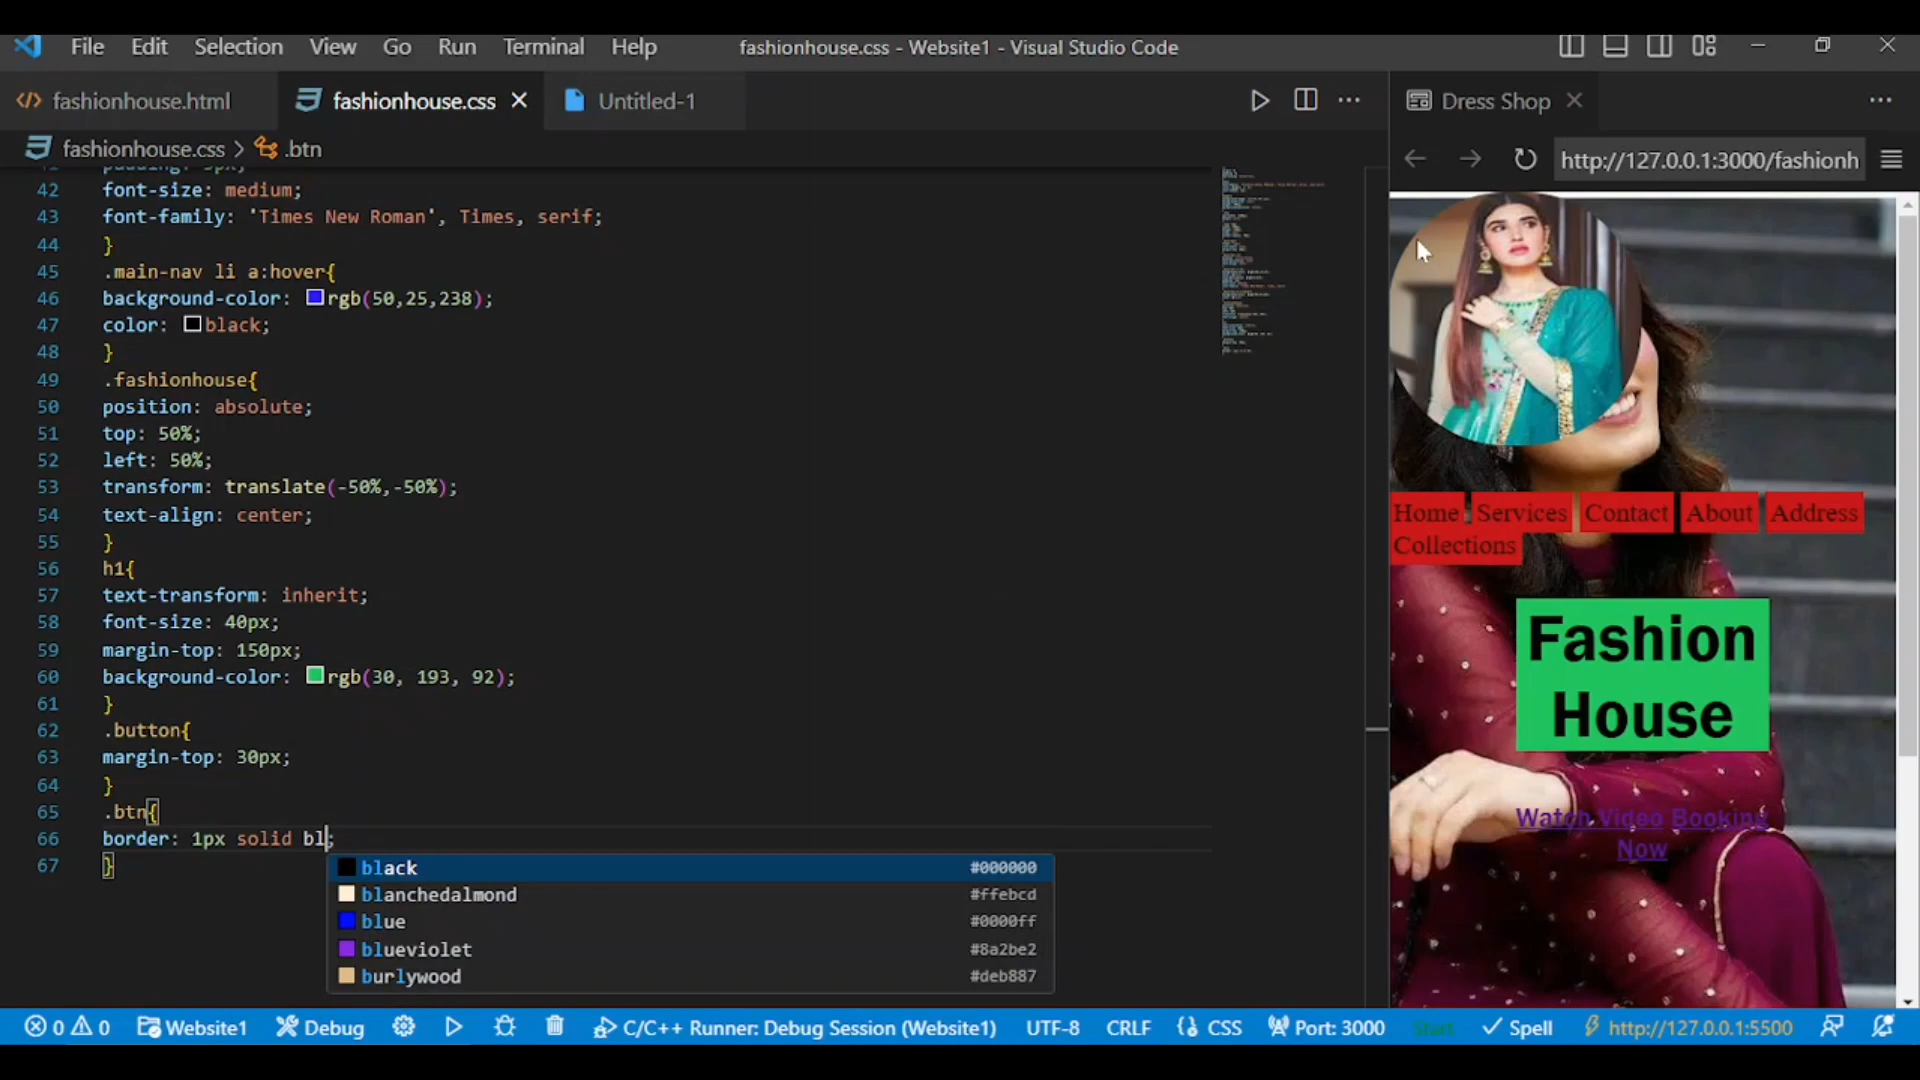 File Edit Selection View Go Run Terminal Help
fashionhouse.css - Website1 - Visual Studio Code
fashionhouse.html
fashionhouse.css
Untitled-1
Dress Shop
fashionhouse.css > .btn
http://127.0.0.1:3000/fashionh
41 padding: 5px;
42 font-size: medium;
43 font-family: 'Times New Roman', Times, serif;
44 }
45 .main-nav li a:hover{
46 background-color: rgb(50,25,238);
47 color: black;
48 }
49 .fashionhouse{
50 position: absolute;
51 top: 50%;
52 left: 50%;
53 transform: translate(-50%,-50%);
54 text-align: center;
55 }
56 h1{
57 text-transform: inherit;
58 font-size: 40px;
59 margin-top: 150px;
60 background-color: rgb(30, 193, 92);
61 }
62 .button{
63 margin-top: 30px;
64 }
65 .btn{
66 border: 1px solid bl;
67 }
black #000000
blanchedalmond #ffebcd
blue #0000ff
blueviolet #8a2be2
burlywood #deb887
Home Services Contact About Address
Collections
Fashion
House
Watch Video Booking
Now
0 0 Website1 Debug C/C++ Runner: Debug Session (Website1) UTF-8 CRLF CSS Port: 3000 Start Spell http://127.0.0.1:5500